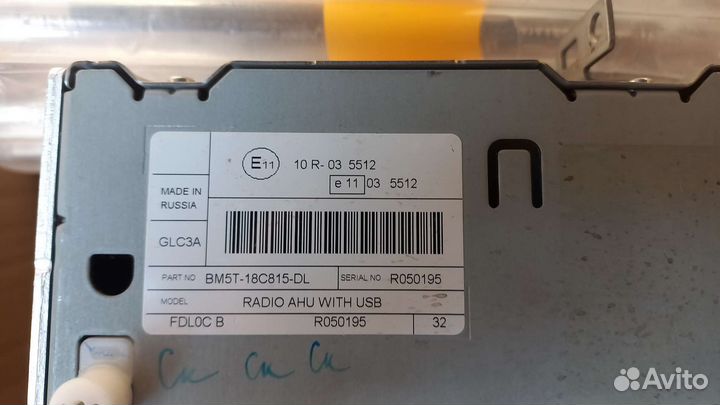 E11 10 R- 03 5512
e 11 03 5512
MADE IN
RUSSIA
GLC3A
PART NO BM5T-18C815-DL SERIAL NO R050195
MODEL RADIO AHU WITH USB
FDL0C B R050195 32
Avito